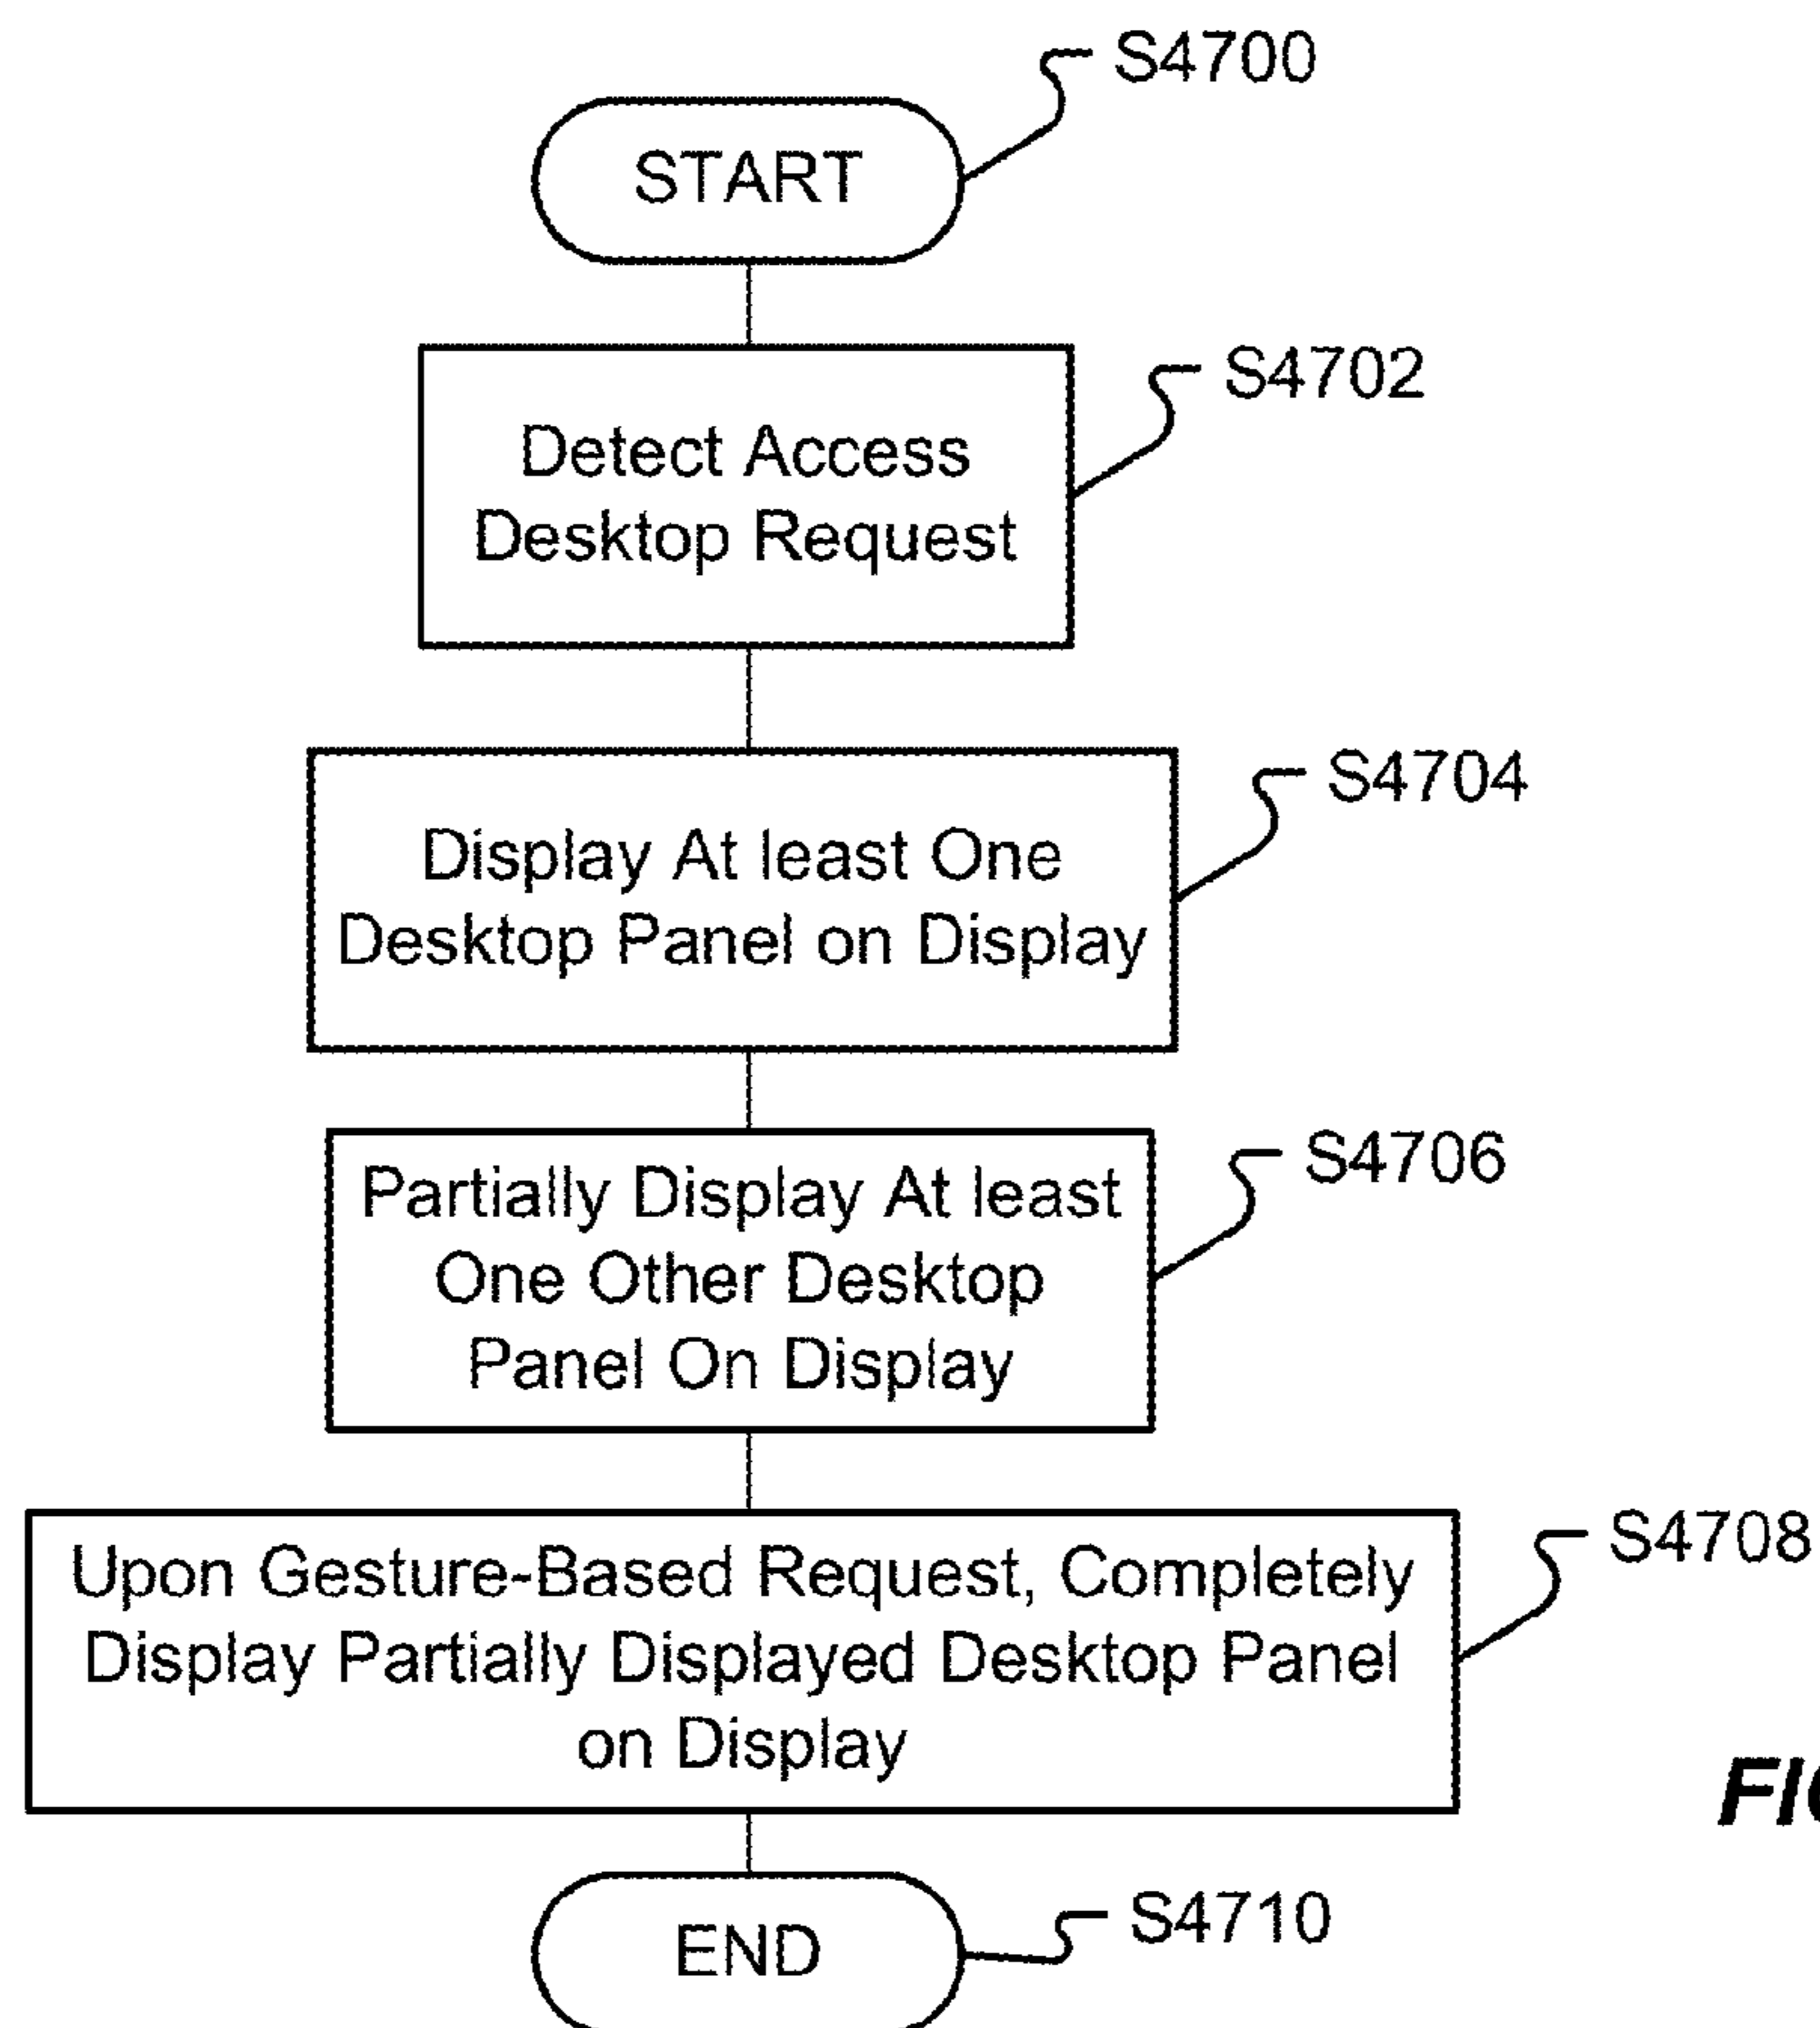 S4700
START
S4702
Detect Access
Desktop Request
S4704
Display At least One
Desktop Panel on Display
S4706
Partially Display At least
One Other Desktop
Panel On Display
S4708
Upon Gesture-Based Request, Completely
Display Partially Displayed Desktop Panel
on Display
S4710
END